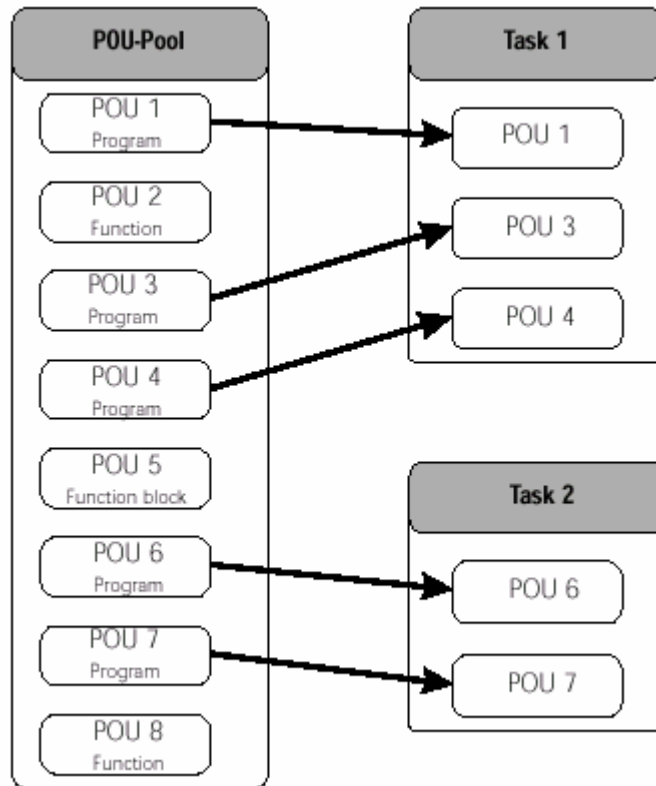 POU-Pool
POU 1
Program
POU 2
Function
POU 3
Program
POU 4
Program
POU 5
Function block
POU 6
Program
POU 7
Program
POU 8
Function
Task 1
POU 1
POU 3
POU 4
Task 2
POU 6
POU 7